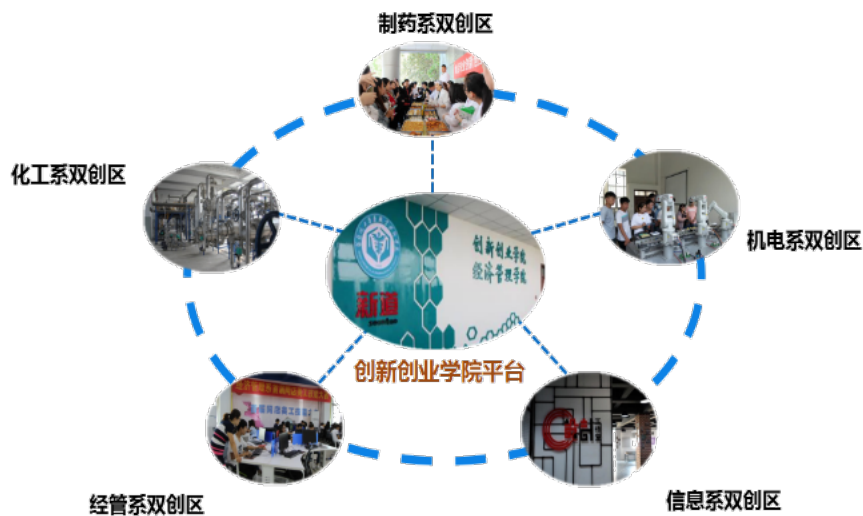 制药系双创区
化工系双创区
机电系双创区
创新创业学院
经济管理学院
新道
创新创业学院平台
经管系双创区
信息系双创区